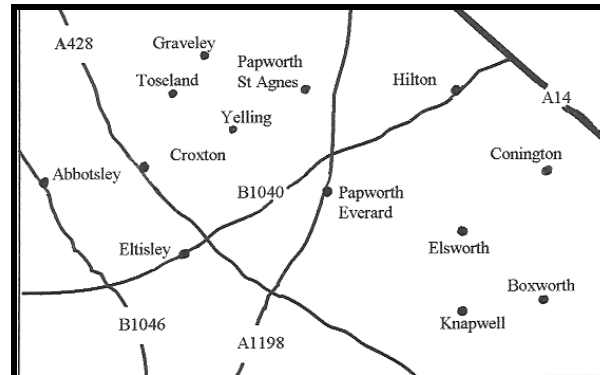 A428
Graveley
Toseland
Papworth
St Agnes
Hilton
A14
Yelling
Croxton
Conington
Abbotsley
B1040
Papworth
Everard
Eltisley
Elsworth
Boxworth
B1046
Knapwell
A1198